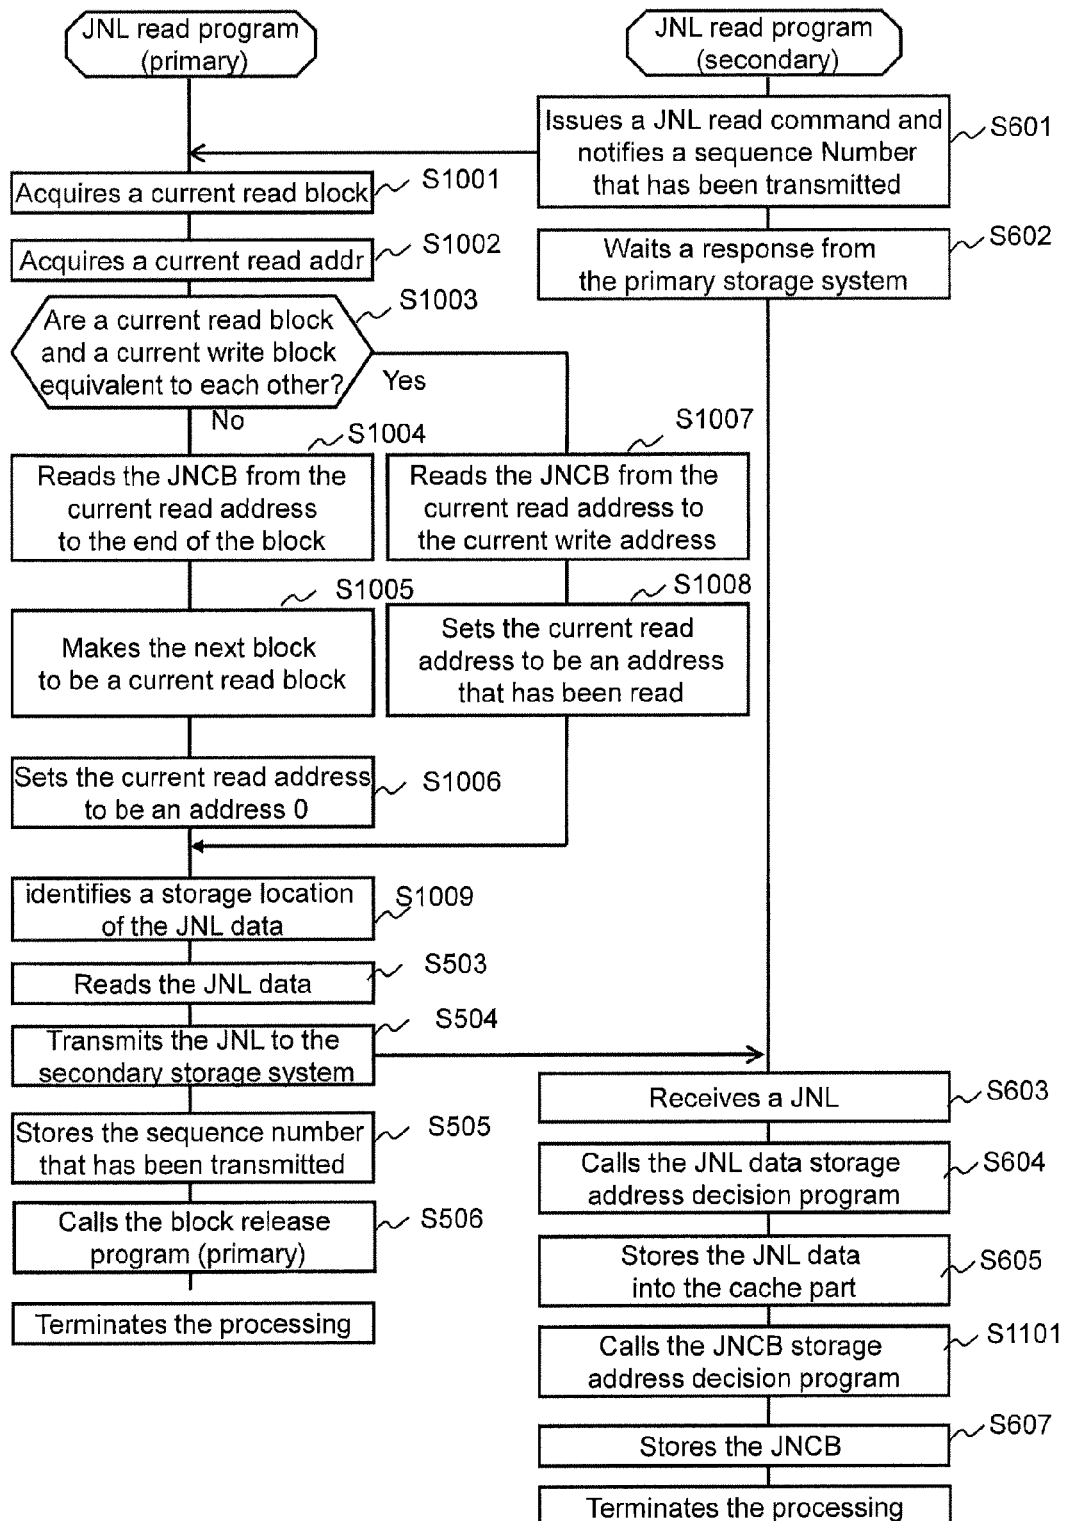 JNL read program
(primary)
JNL read program
(secondary)
Issues a JNL read command and
notifies a sequence Number
that has been transmitted
S601
Acquires a current read block
S1001
Waits a response from
the primary storage system
S602
Acquires a current read addr
S1002
Are a current read block
and a current write block
equivalent to each other?
S1003
Yes
No
S1004
Reads the JNCB from the
current read address
to the end of the block
S1007
Reads the JNCB from the
current read address to
the current write address
S1005
Makes the next block
to be a current read block
S1008
Sets the current read
address to be an address
that has been read
Sets the current read address
to be an address 0
S1006
identifies a storage location
of the JNL data
S1009
Reads the JNL data
S503
Transmits the JNL to the
secondary storage system
S504
Stores the sequence number
that has been transmitted
S505
Calls the block release
program (primary)
S506
Terminates the processing
Receives a JNL
S603
Calls the JNL data storage
address decision program
S604
Stores the JNL data
into the cache part
S605
Calls the JNCB storage
address decision program
S1101
Stores the JNCB
S607
Terminates the processing